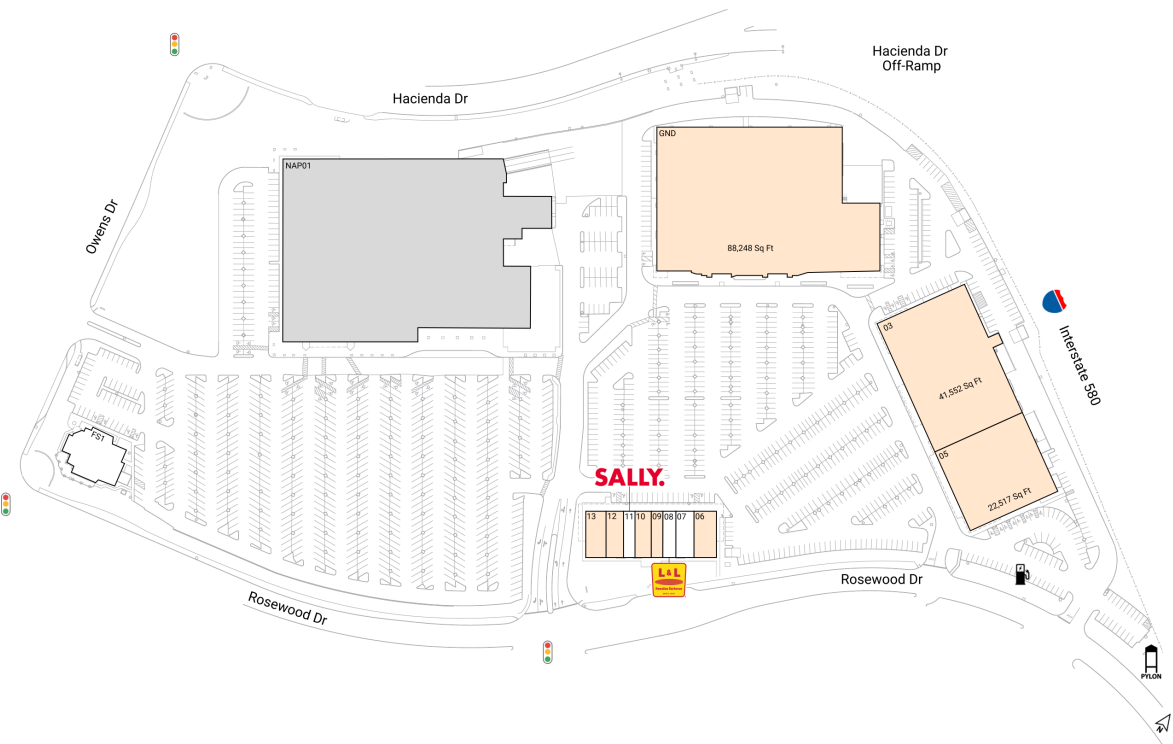 Hacienda Dr
Off-Ramp
Hacienda Dr
GND
NAP01
Owens Dr
88,248 Sq Ft
03
Interstate 580
41,552 Sq Ft
FS1
05
SALLY.
22,517 Sq Ft
13
12
11
10
09
08
07
06
L&L
Hawaiian Barbecue
Rosewood Dr
Rosewood Dr
PYLON
N